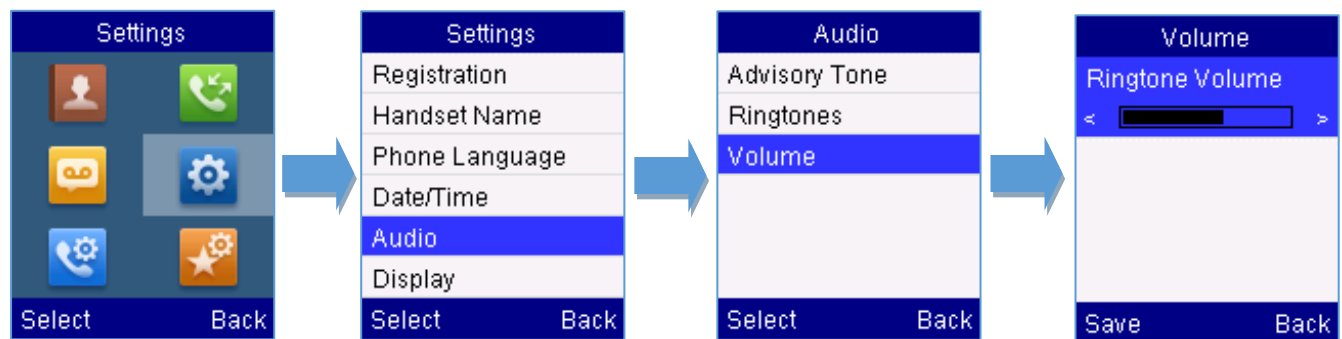 Settings
Select Back
Settings
Registration
Handset Name
Phone Language
Date/Time
Audio
Display
Select Back
Audio
Advisory Tone
Ringtones
Volume
Select Back
Volume
Ringtone Volume
< >
Save Back